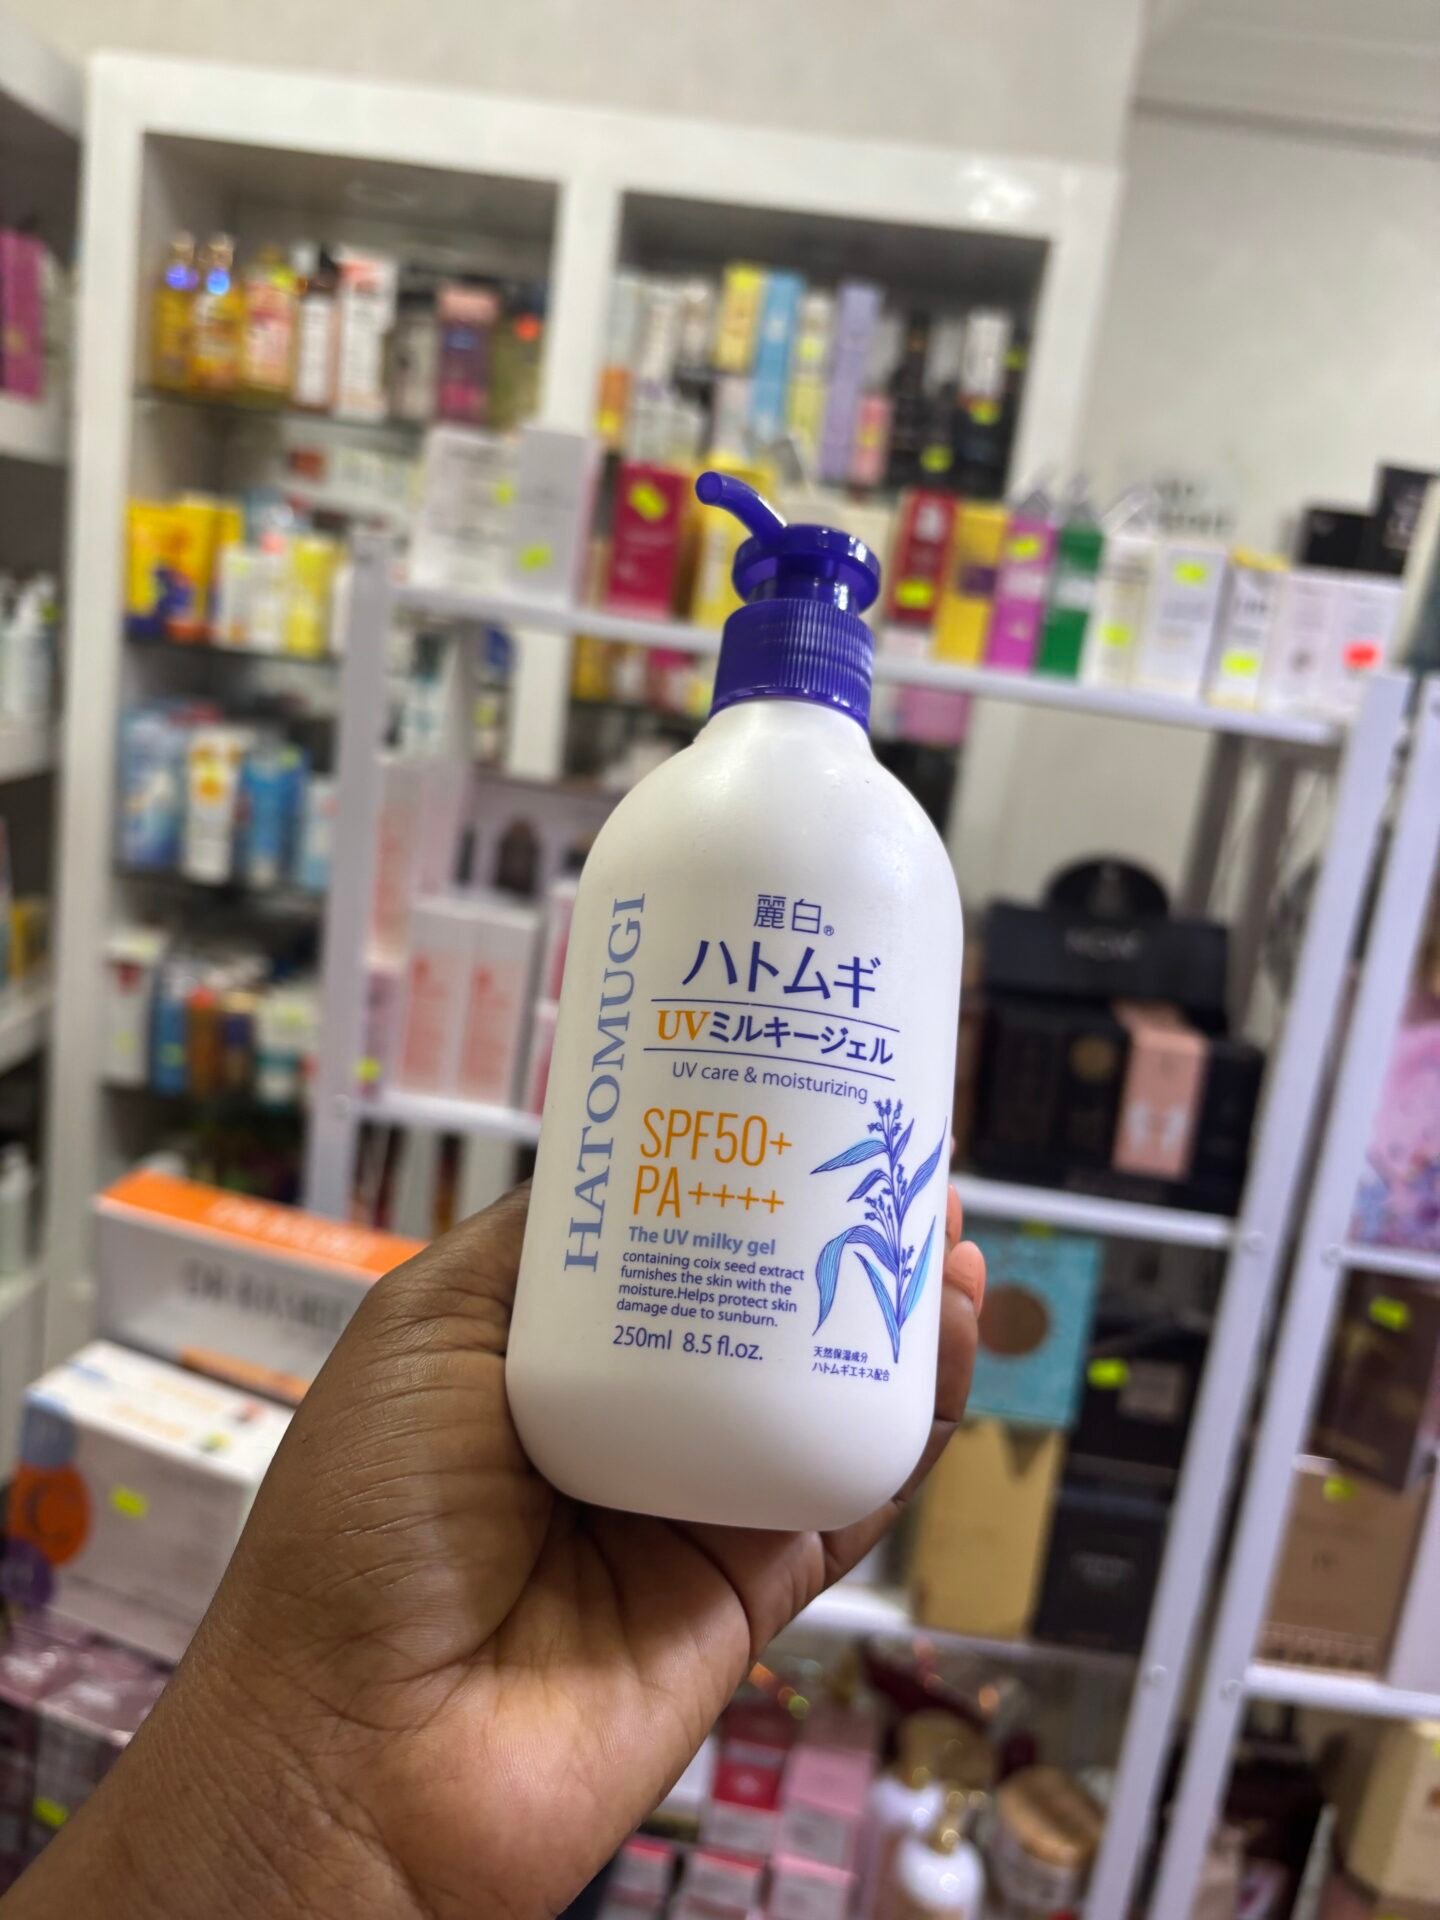 麗白®
ハトムギ
UVミルキージェル
UV care & moisturizing
HATOMUGI
SPF50+
PA++++
The UV milky gel
containing coix seed extract
furnishes the skin with the
moisture.Helps protect skin
damage due to sunburn.
250ml 8.5 fl.oz.
天然保湿成分
ハトムギエキス配合